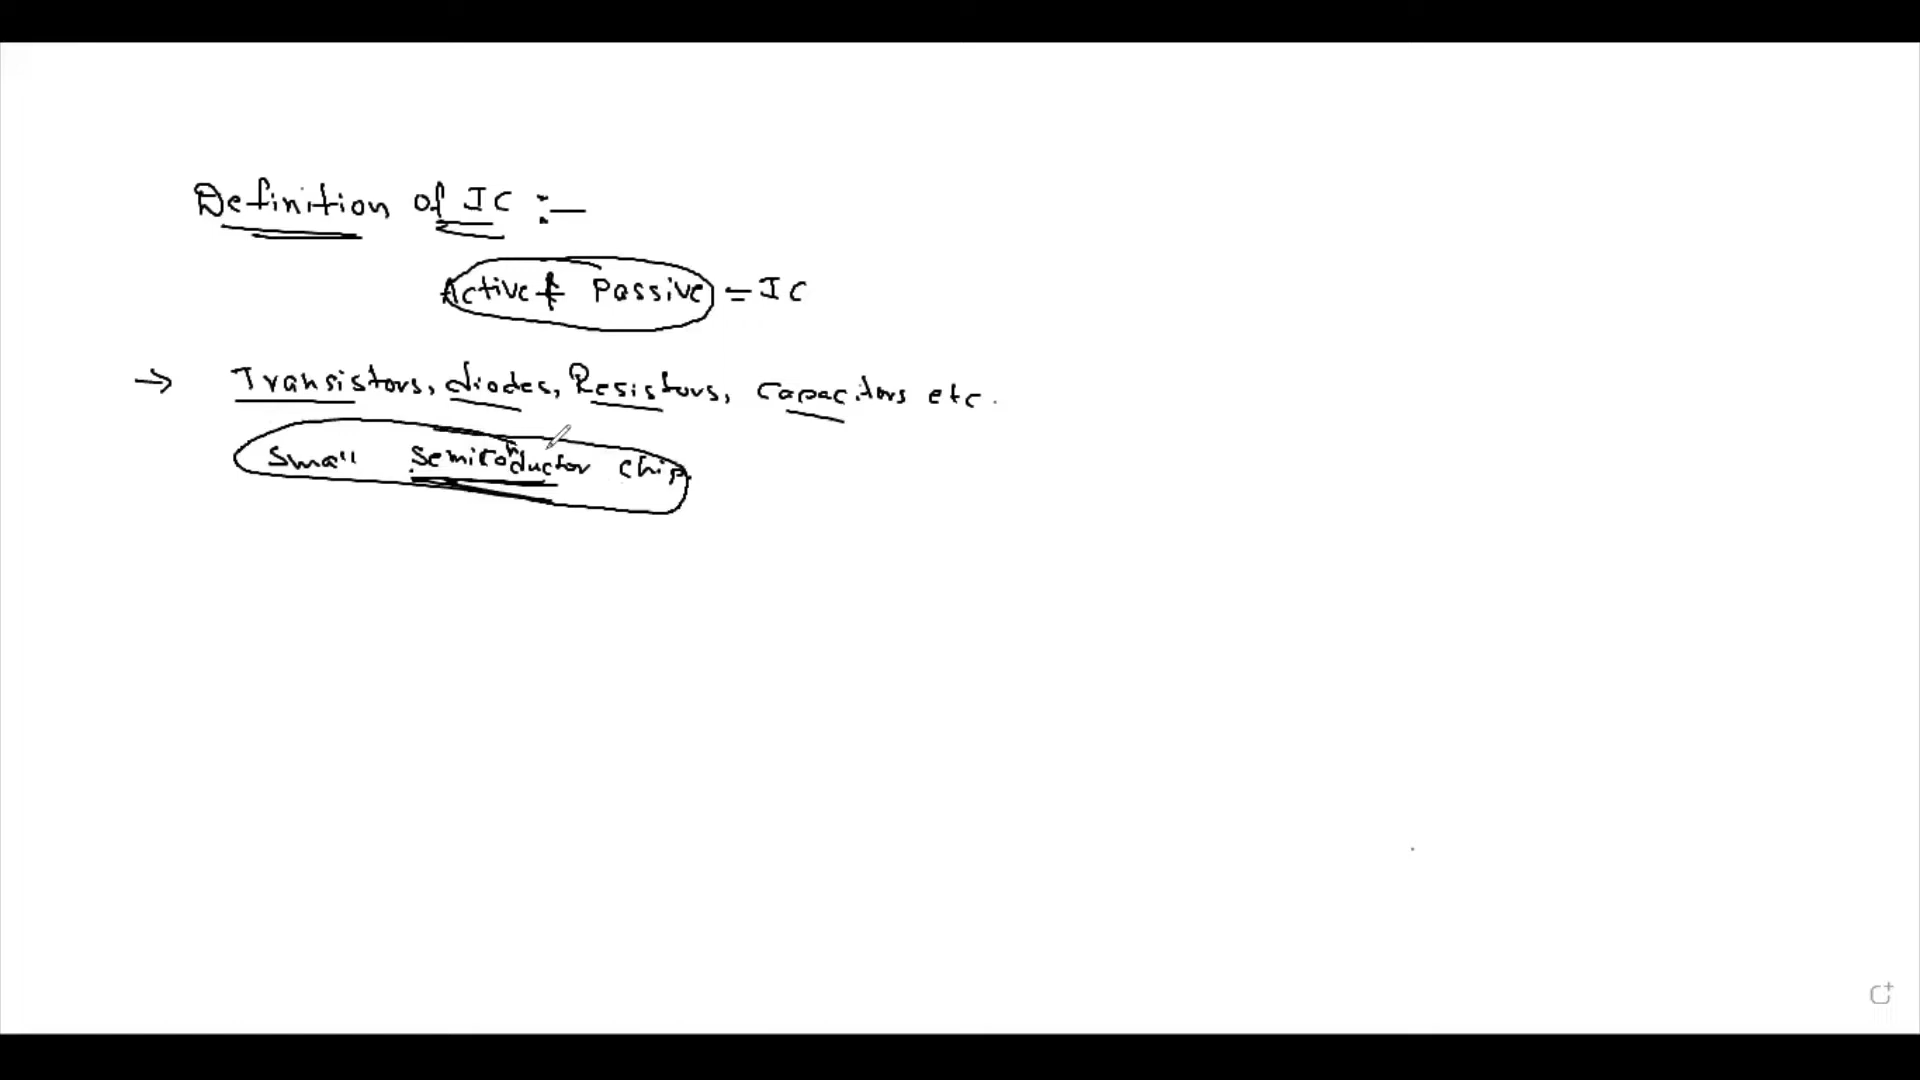 Definition of IC :-
Active & Passive = IC
→ Transistors, diodes, Resistors, Capacitors etc.
Small Semiconductor chip.